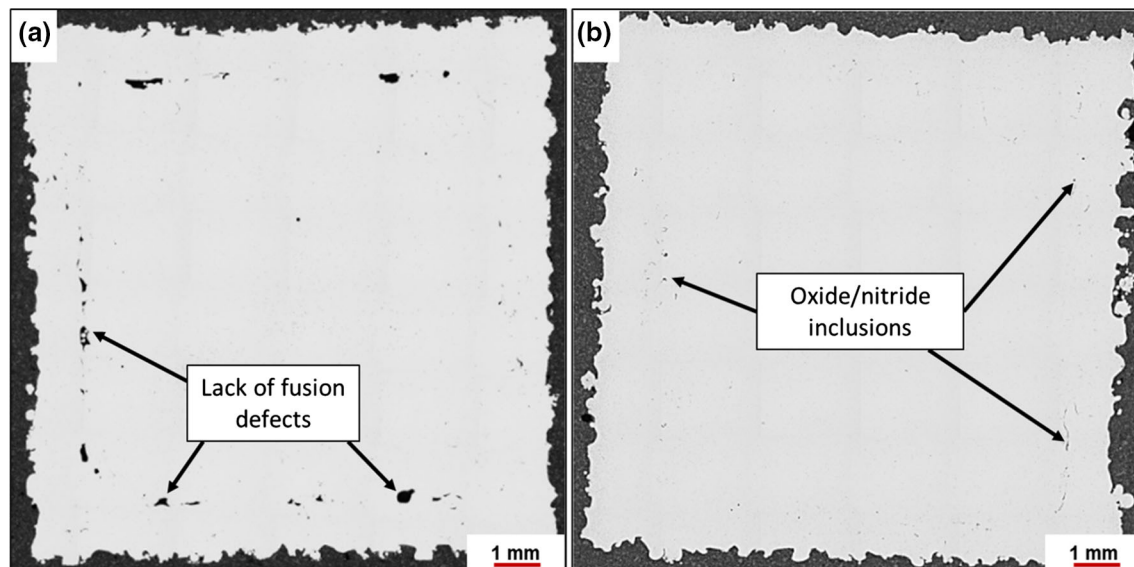 (a)
Lack of fusion
defects
1 mm
(b)
Oxide/nitride
inclusions
1 mm